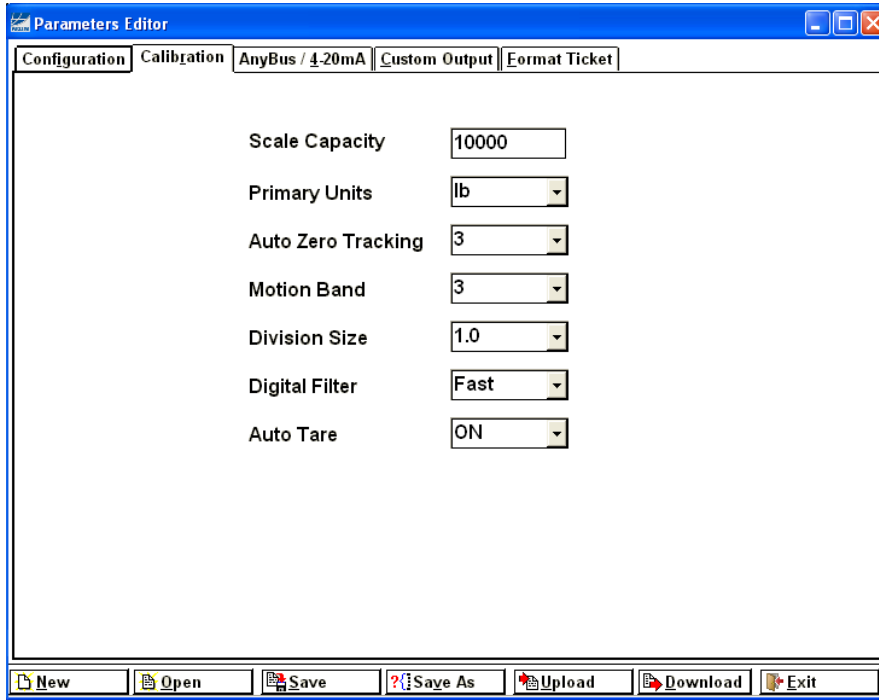 Parameters Editor
Configuration Calibration AnyBus / 4-20mA Custom Output Format Ticket
Scale Capacity 10000
Primary Units lb
Auto Zero Tracking 3
Motion Band 3
Division Size 1.0
Digital Filter Fast
Auto Tare ON
New Open Save Save As Upload Download Exit